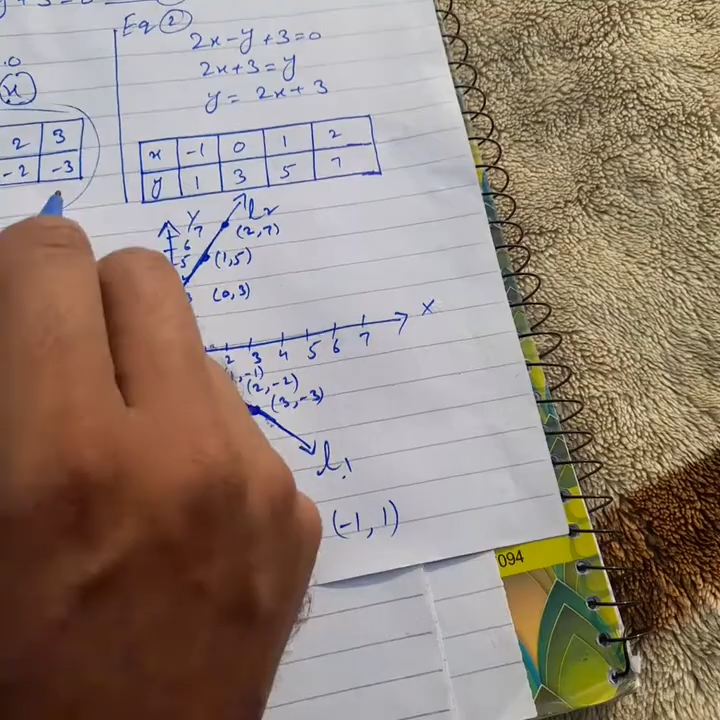 Eq ②
2x-y+3=0
2x+3=y
y = 2x+3
.0
x
2 3
-2 -3
x -1 0 1 2
y 1 3 5 7
Y
l₂
7
(2,7)
6
5
(1,5)
(0,3)
X
2 3 4 5 6 7
,-1)
(2,-2)
(3,-3)
l₁
(-1,1)
094